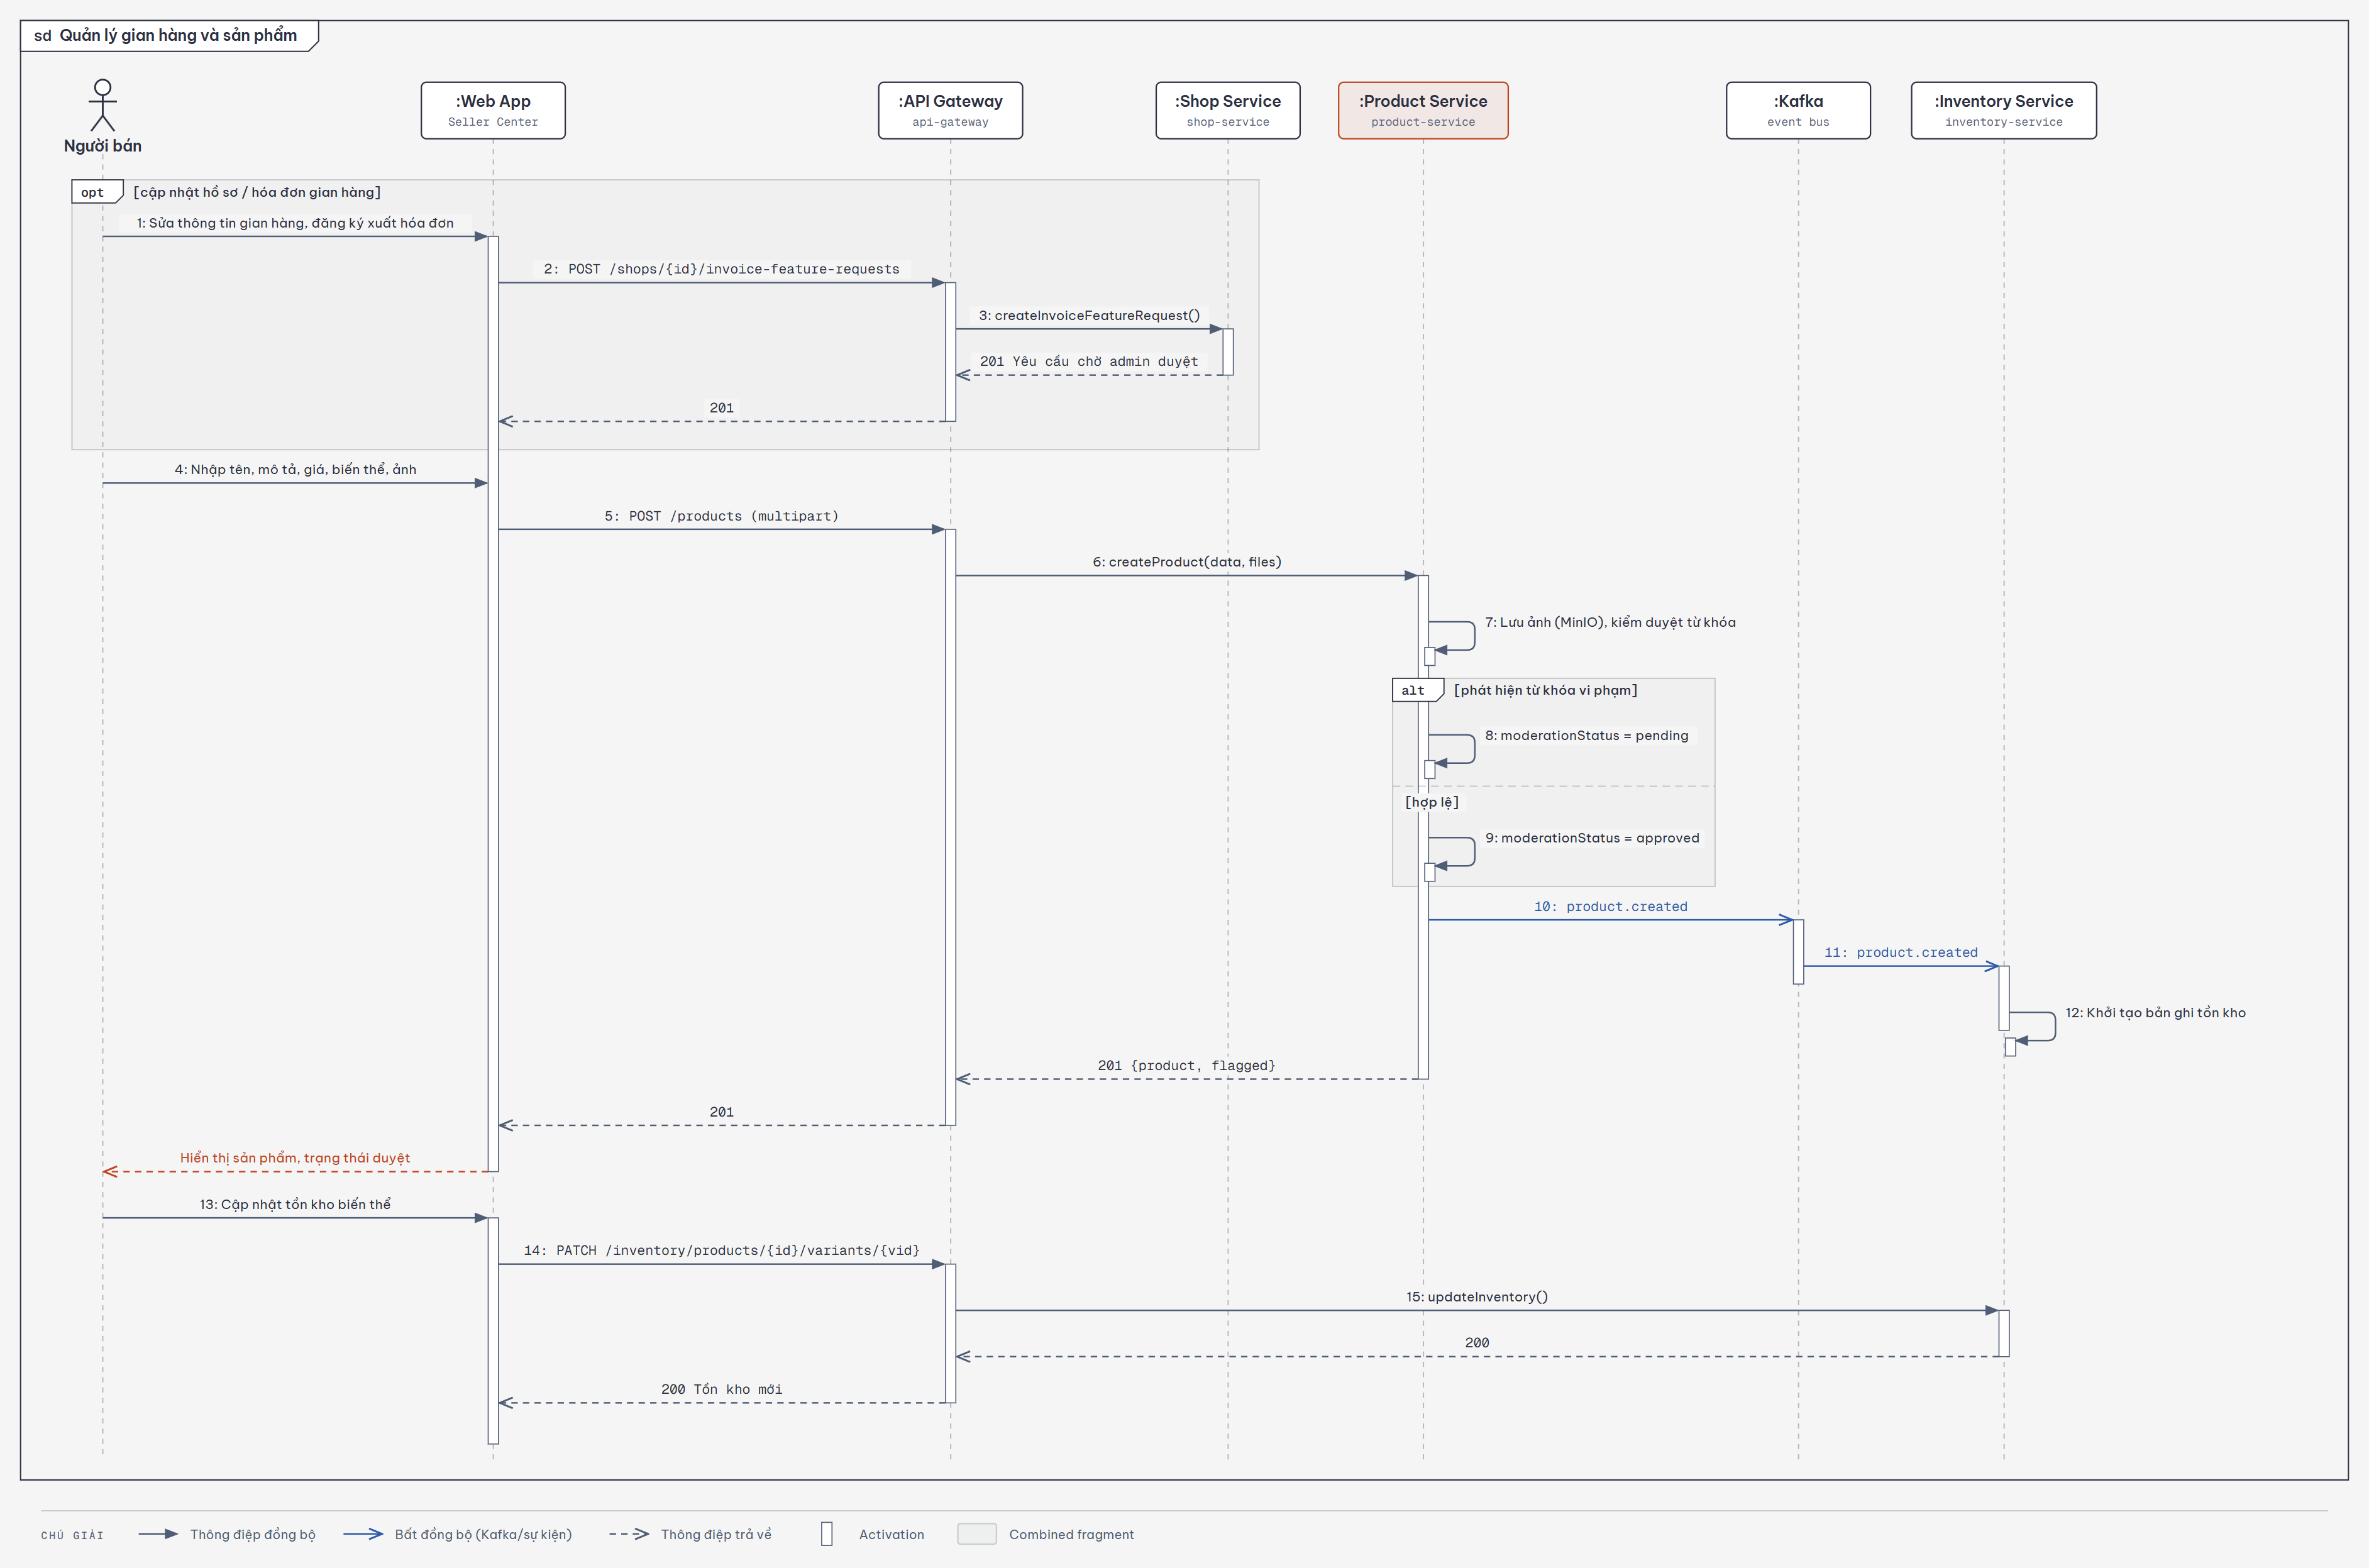 sd Quản lý gian hàng và sản phẩm
Người bán
:Web App
Seller Center
:API Gateway
api-gateway
:Shop Service
shop-service
:Product Service
product-service
:Kafka
event bus
:Inventory Service
inventory-service
opt [cập nhật hồ sơ / hóa đơn gian hàng]
1: Sửa thông tin gian hàng, đăng ký xuất hóa đơn
2: POST /shops/{id}/invoice-feature-requests
3: createInvoiceFeatureRequest()
201 Yêu cầu chờ admin duyệt
201
4: Nhập tên, mô tả, giá, biến thể, ảnh
5: POST /products (multipart)
6: createProduct(data, files)
7: Lưu ảnh (MinIO), kiểm duyệt từ khóa
alt [phát hiện từ khóa vi phạm]
8: moderationStatus = pending
[hợp lệ]
9: moderationStatus = approved
10: product.created
11: product.created
12: Khởi tạo bản ghi tồn kho
201 {product, flagged}
201
Hiển thị sản phẩm, trạng thái duyệt
13: Cập nhật tồn kho biến thể
14: PATCH /inventory/products/{id}/variants/{vid}
15: updateInventory()
200
200 Tồn kho mới
CHÚ GIẢI
Thông điệp đồng bộ
Bất đồng bộ (Kafka/sự kiện)
Thông điệp trả về
Activation
Combined fragment